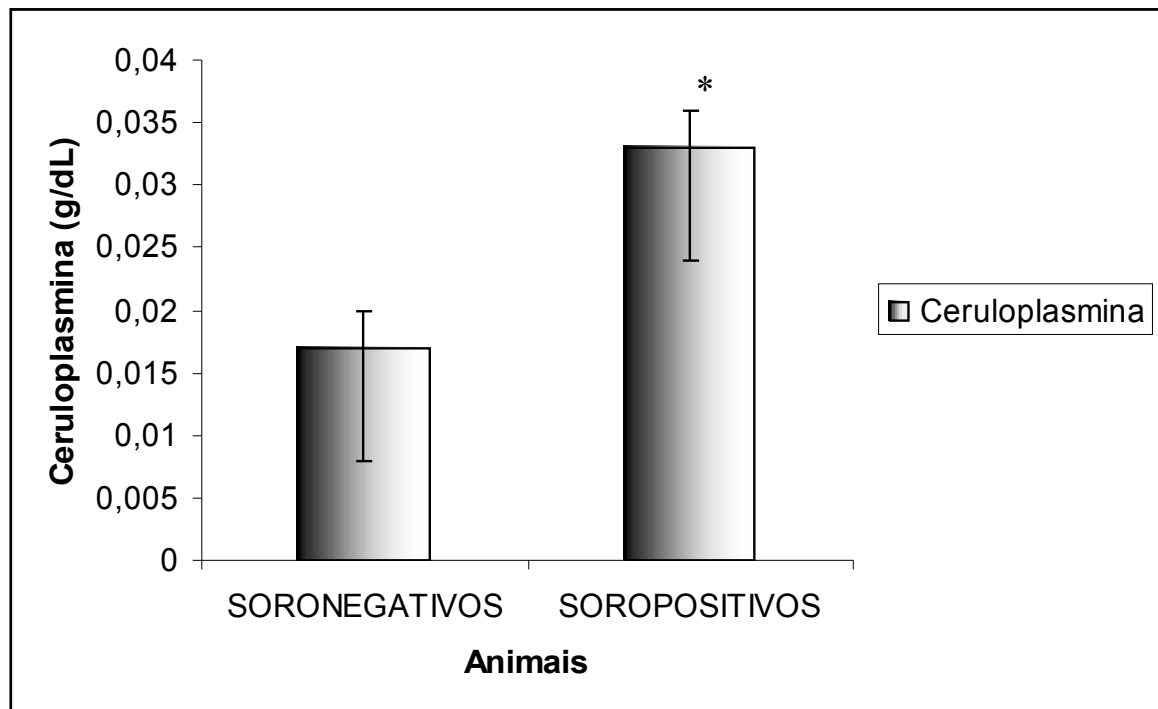 Ceruloplasmina (g/dL)
0,04
0,035
0,03
0,025
0,02
0,015
0,01
0,005
0
*
SORONEGATIVOS
SOROPOSITIVOS
Animais
Ceruloplasmina